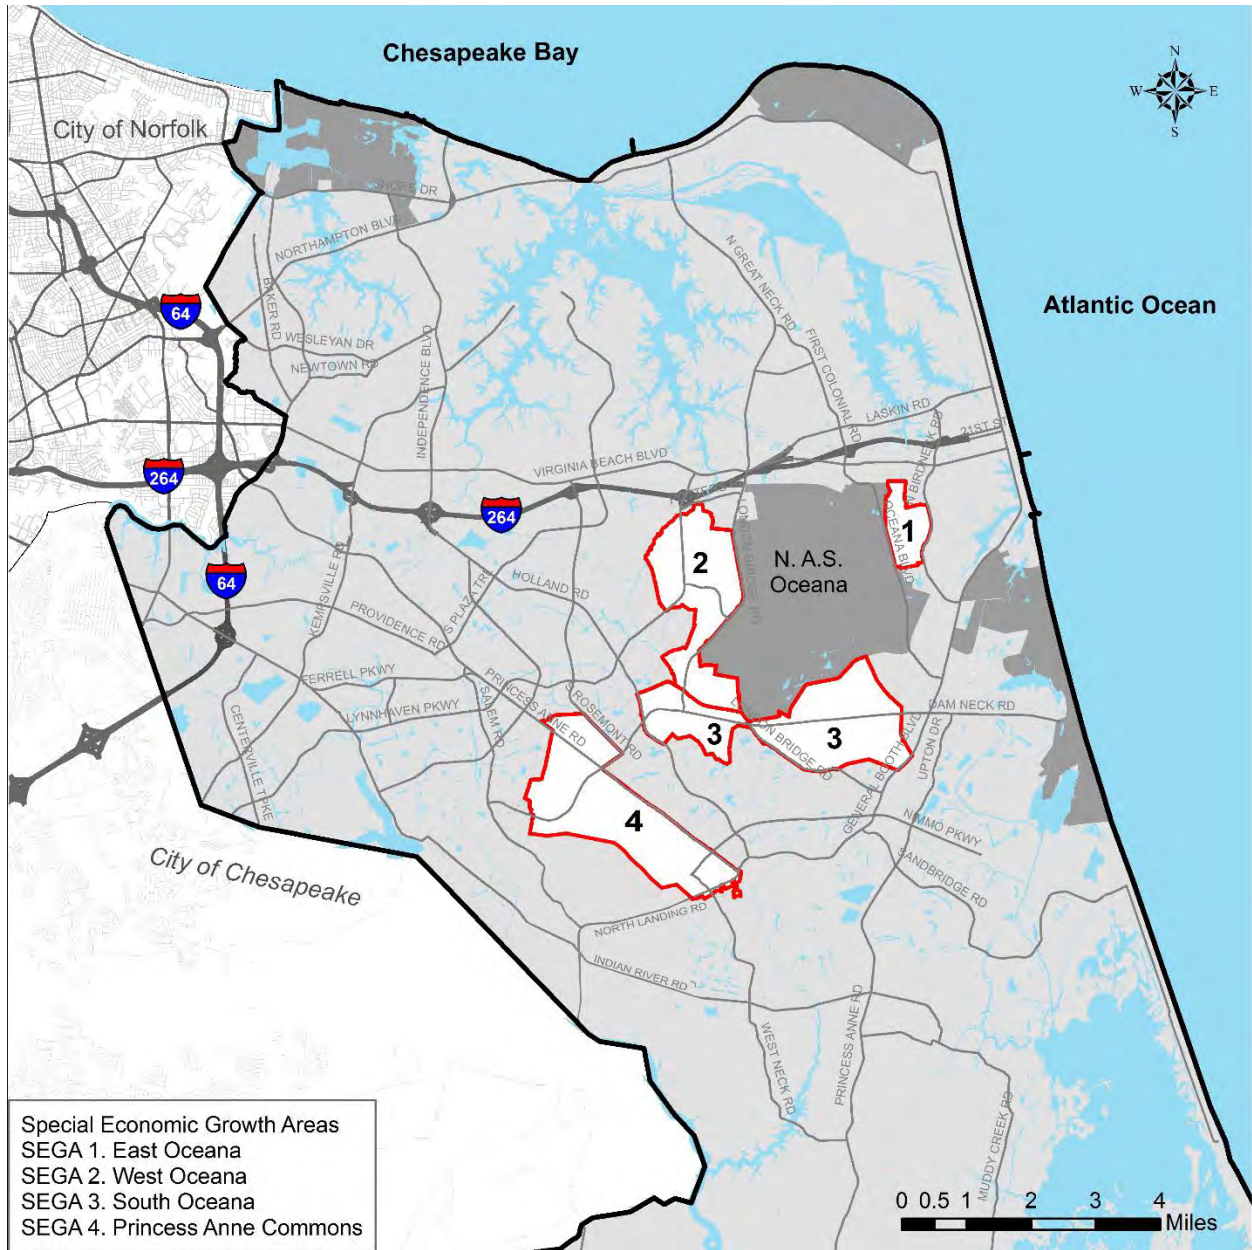 Chesapeake Bay
N
W E
S
City of Norfolk
SHORE DR
NORTHAMPTON BLVD
N GREAT NECK RD
Atlantic Ocean
64
BAKER RD
WESLEYAN DR
NEWTOWN RD
INDEPENDENCE BLVD
FIRST COLONIAL RD
LASKIN RD
21ST ST
BIRDNECK RD
VIRGINIA BEACH BLVD
264
264
OCEANA BLVD
1
2
N. A.S.
Oceana
64
KEMPSVILLE RD
S PLAZA TRL
HOLLAND RD
PROVIDENCE RD
FERRELL PKWY
LYNNHAVEN PKWY
PRINCESS ANNE RD
SALEM RD
S ROSEMONT RD
CENTERVILLE TPKE
DAM NECK RD
3
3
BRIDGE RD
GENERAL BOOTH BLVD
UPTON DR
4
NIMMO PKWY
SANDBRIDGE RD
City of Chesapeake
NORTH LANDING RD
INDIAN RIVER RD
WEST NECK RD
PRINCESS ANNE RD
MUDDY CREEK RD
Special Economic Growth Areas
SEGA 1. East Oceana
SEGA 2. West Oceana
SEGA 3. South Oceana
SEGA 4. Princess Anne Commons
0 0.5 1 2 3 4
Miles